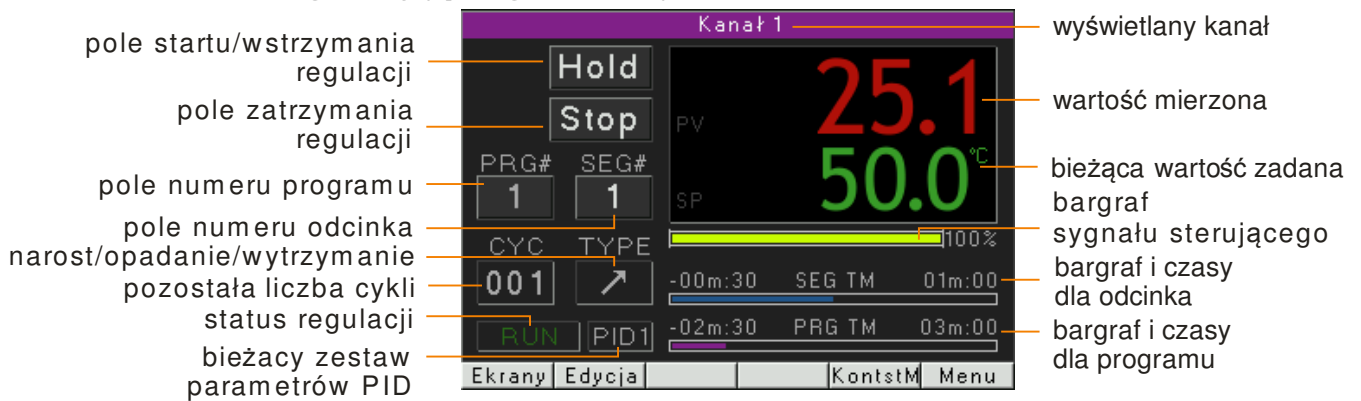 Kanał 1
wyświetlany kanał
pole startu/wstrzymania
regulacji
Hold
pole zatrzymania
regulacji
Stop
PV
25.1
wartość mierzona
PRG#
SEG#
°C
50.0
bieżąca wartość zadana
pole numeru programu
1
1
SP
bargraf
sygnału sterującego
pole numeru odcinka
CYC
TYPE
100%
narost/opadanie/wytrzymanie
bargraf i czasy
dla odcinka
pozostała liczba cykli
001
-00m:30
SEG TM
01m:00
status regulacji
RUN
PID1
-02m:30
PRG TM
03m:00
bargraf i czasy
dla programu
bieżacy zestaw
parametrów PID
Ekrany
Edycja
KontstM
Menu